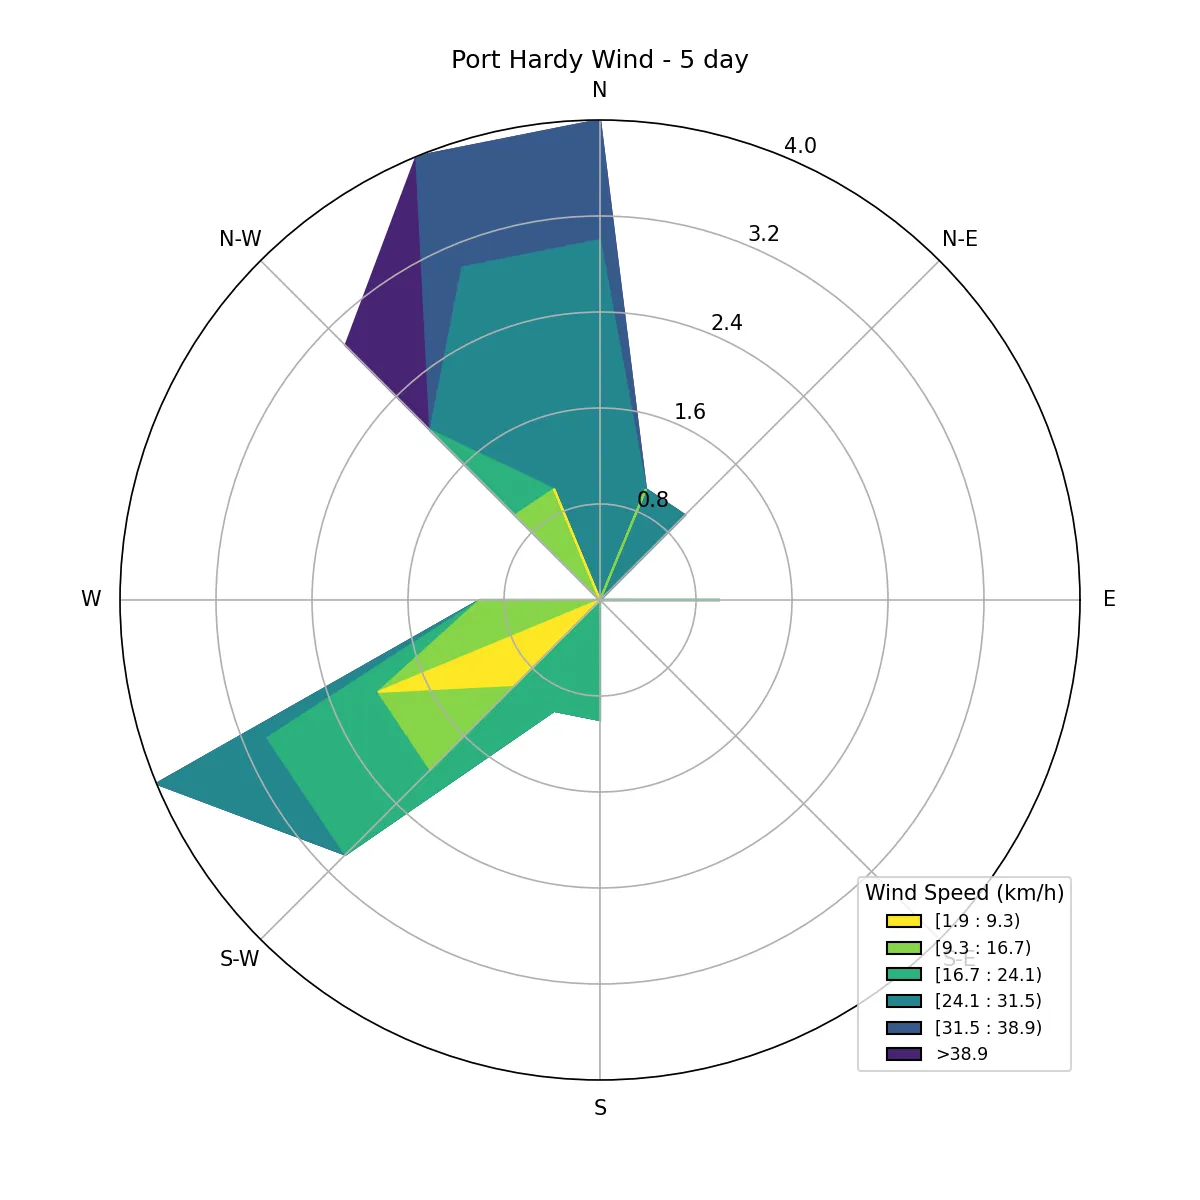 Port Hardy Wind - 5 day
N
4.0
N-W
3.2
N-E
2.4
1.6
0.8
W
E
Wind Speed (km/h)
[1.9 : 9.3)
[9.3 : 16.7)
S-W
S-E
[16.7 : 24.1)
[24.1 : 31.5)
[31.5 : 38.9)
>38.9
S